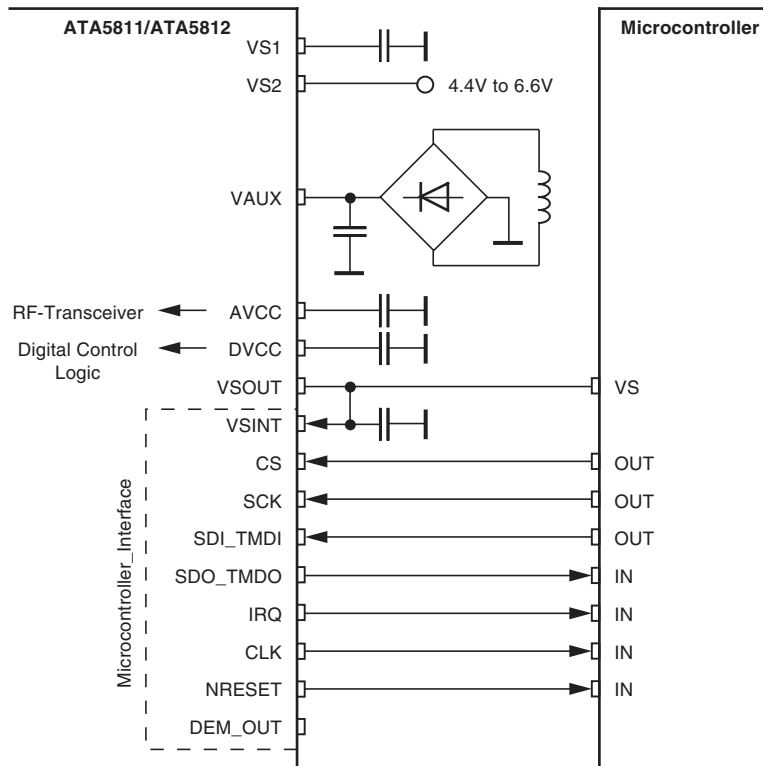 ATA5811/ATA5812
Microcontroller
VS1
VS2
4.4V to 6.6V
VAUX
RF-Transceiver
AVCC
Digital Control
Logic
DVCC
VSOUT
VS
VSINT
CS
OUT
SCK
OUT
SDI_TMDI
OUT
SDO_TMDO
IN
IRQ
IN
CLK
IN
NRESET
IN
DEM_OUT
Microcontroller_Interface